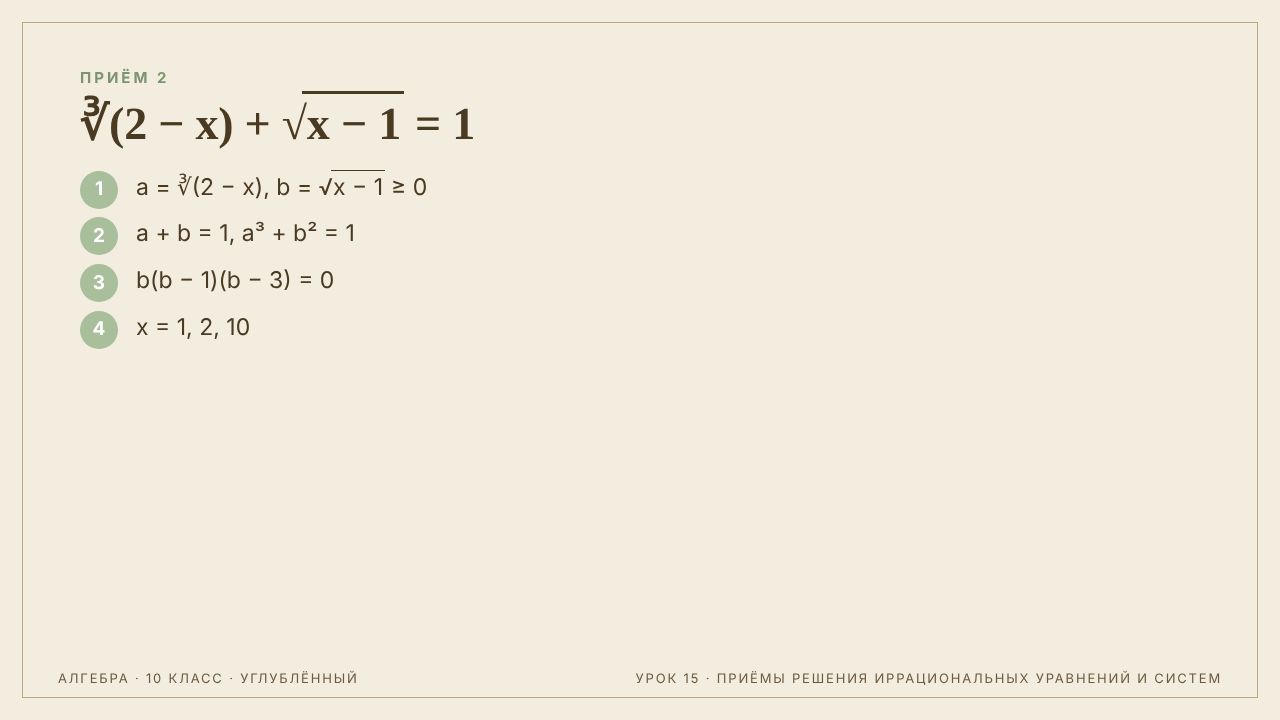 ПРИЁМ 2
∛(2 − x) + √x − 1 = 1
1 a = ∛(2 − x), b = √x − 1 ≥ 0
2 a + b = 1, a³ + b² = 1
3 b(b − 1)(b − 3) = 0
4 x = 1, 2, 10
АЛГЕБРА · 10 КЛАСС · УГЛУБЛЁННЫЙ
УРОК 15 · ПРИЁМЫ РЕШЕНИЯ ИРРАЦИОНАЛЬНЫХ УРАВНЕНИЙ И СИСТЕМ